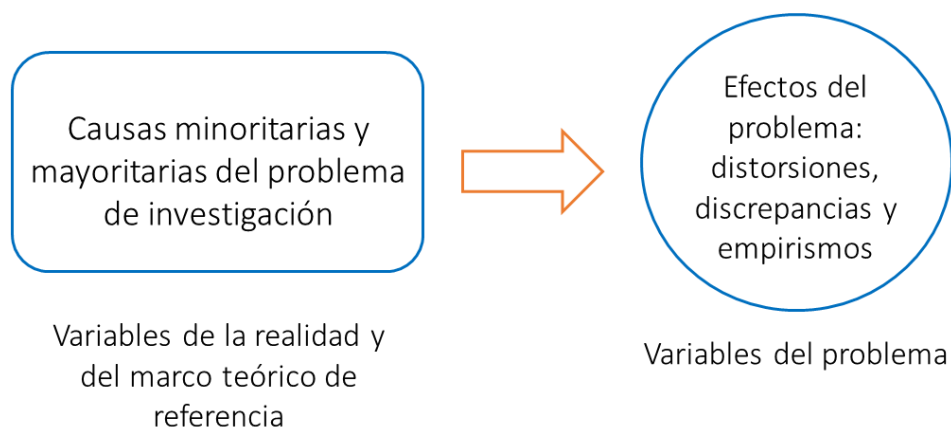 Causas minoritarias y
mayoritarias del problema
de investigación
Efectos del
problema:
distorsiones,
discrepancias y
empirismos
Variables de la realidad y
del marco teórico de
referencia
Variables del problema